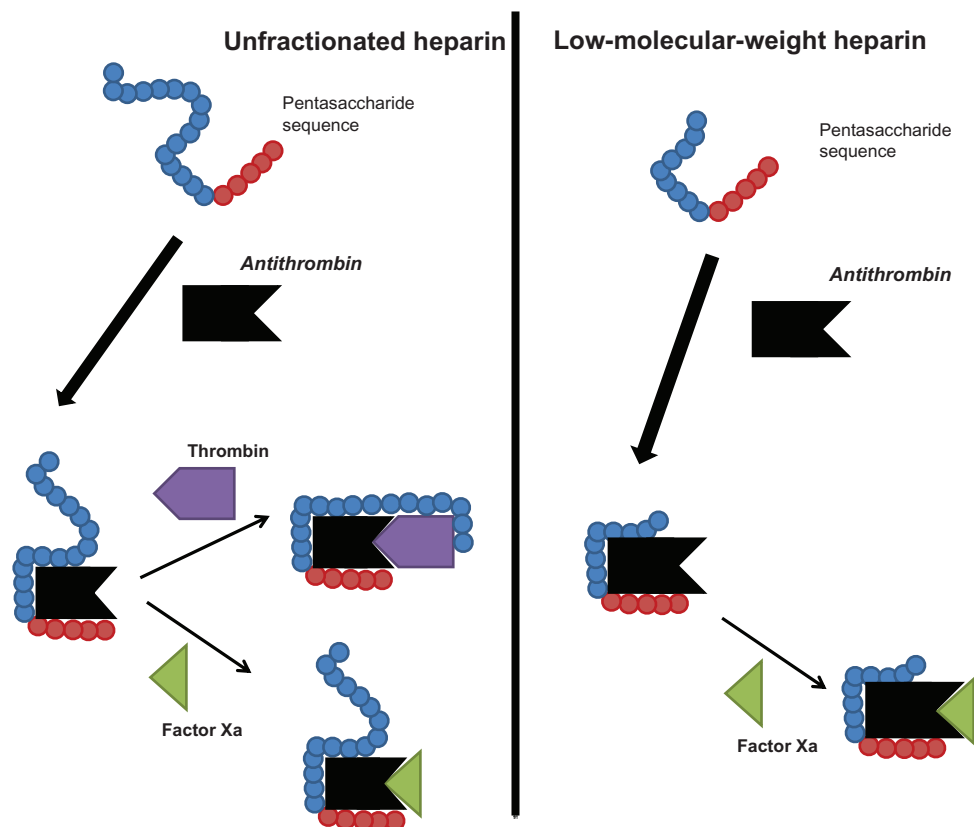 Unfractionated heparin
Pentasaccharide
sequence
Antithrombin
Thrombin
Factor Xa
Low-molecular-weight heparin
Pentasaccharide
sequence
Antithrombin
Factor Xa